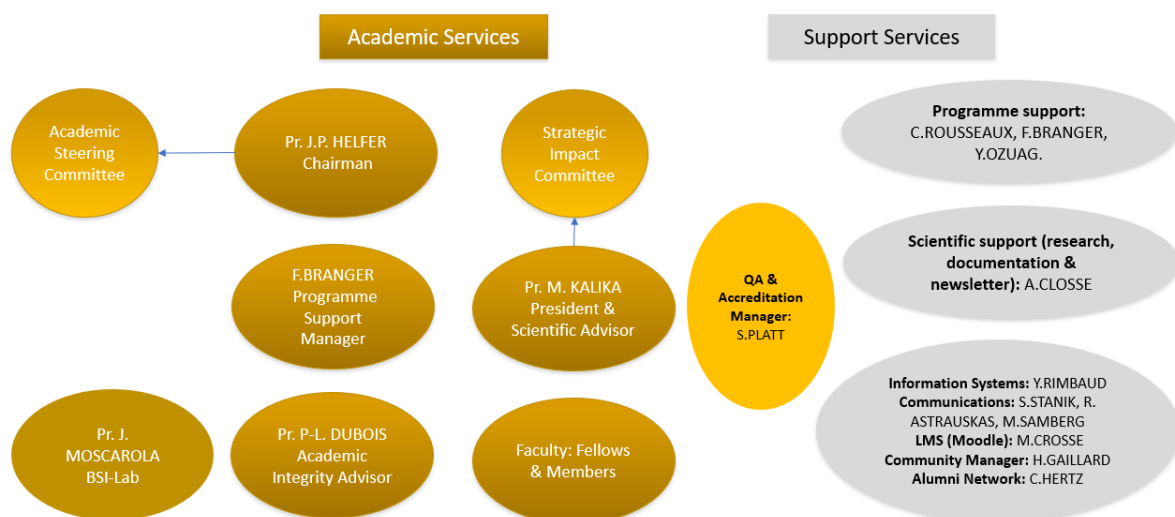 Academic Services
Support Services
Academic
Steering
Committee
Pr. J.P. HELFER
Chairman
Strategic
Impact
Committee
Programme support:
C.ROUSSEAUX, F.BRANGER,
Y.OZUAG.
F.BRANGER
Programme
Support
Manager
Pr. M. KALIKA
President &
Scientific Advisor
QA &
Accreditation
Manager:
S.PLATT
Scientific support (research,
documentation &
newsletter): A.CLOSSE
Pr. J.
MOSCAROLA
BSI-Lab
Pr. P-L. DUBOIS
Academic
Integrity Advisor
Faculty: Fellows
& Members
Information Systems: Y.RIMBAUD
Communications: S.STANIK, R.
ASTRAUSKAS, M.SAMBERG
LMS (Moodle): M.CROSSE
Community Manager: H.GAILLARD
Alumni Network: C.HERTZ